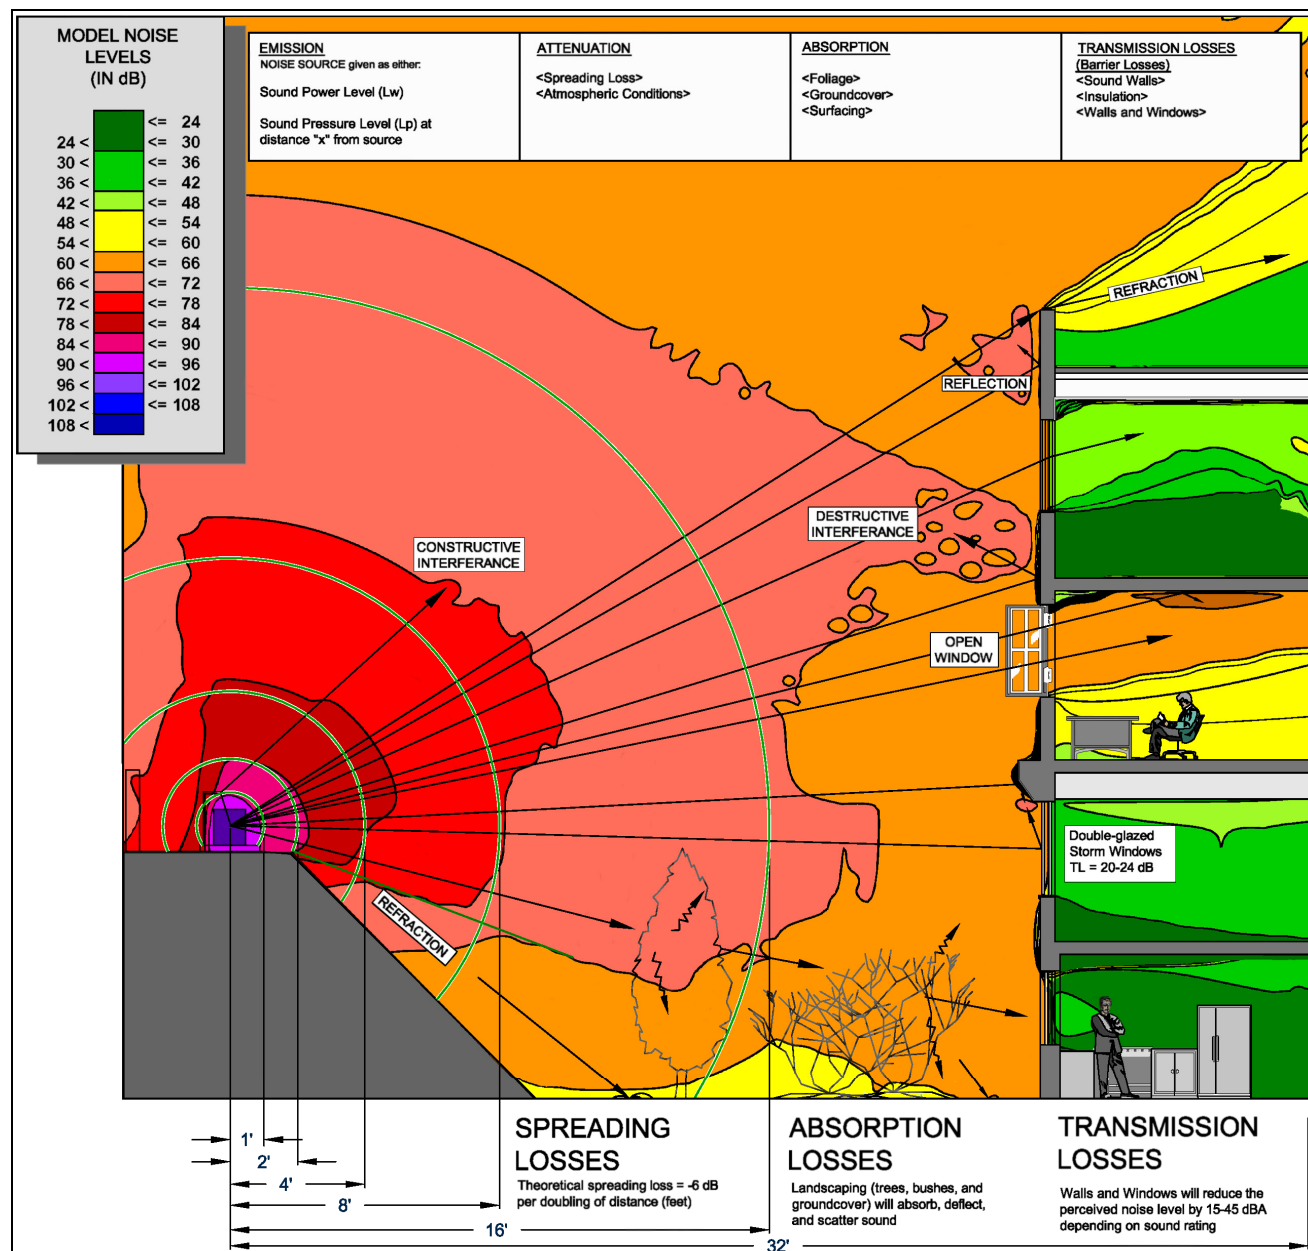 MODEL NOISE
LEVELS
(IN dB)
<= 24
24 < <= 30
30 < <= 36
36 < <= 42
42 < <= 48
48 < <= 54
54 < <= 60
60 < <= 66
66 < <= 72
72 < <= 78
78 < <= 84
84 < <= 90
90 < <= 96
96 < <= 102
102 < <= 108
108 <
EMISSION
NOISE SOURCE given as either:
Sound Power Level (Lw)
Sound Pressure Level (Lp) at
distance "x" from source
ATTENUATION
<Spreading Loss>
<Atmospheric Conditions>
ABSORPTION
<Foliage>
<Groundcover>
<Surfacing>
TRANSMISSION LOSSES
(Barrier Losses)
<Sound Walls>
<Insulation>
<Walls and Windows>
REFRACTION
REFLECTION
DESTRUCTIVE
INTERFERANCE
CONSTRUCTIVE
INTERFERANCE
OPEN
WINDOW
Double-glazed
Storm Windows
TL = 20-24 dB
REFRACTION
1'
2'
4'
8'
16'
32'
SPREADING
LOSSES
Theoretical spreading loss = -6 dB
per doubling of distance (feet)
ABSORPTION
LOSSES
Landscaping (trees, bushes, and
groundcover) will absorb, deflect,
and scatter sound
TRANSMISSION
LOSSES
Walls and Windows will reduce the
perceived noise level by 15-45 dBA
depending on sound rating